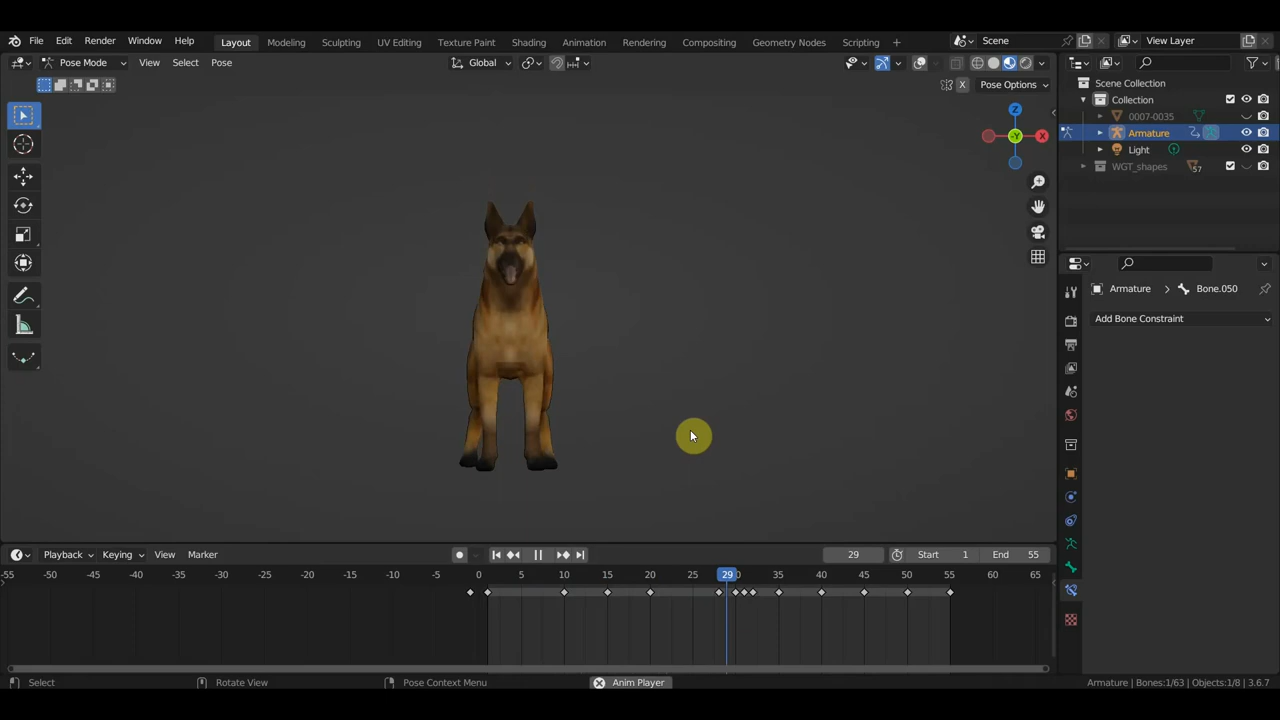 File Edit Render Window Help Layout Modeling Sculpting UV Editing Texture Paint Shading Animation Rendering Compositing Geometry Nodes Scripting + Scene View Layer
Pose Mode View Select Pose Global
X Pose Options
Scene Collection
Collection
0007-0035
Armature
Light
WGT_shapes 57
Z
-Y X
Armature > Bone.050
Add Bone Constraint
Playback Keying View Marker 29 Start 1 End 55
-55 -50 -45 -40 -35 -30 -25 -20 -15 -10 -5 0 5 10 15 20 25 29 0 35 40 45 50 55 60 65
Select Rotate View Pose Context Menu Anim Player Armature | Bones:1/63 | Objects:1/8 | 3.6.7